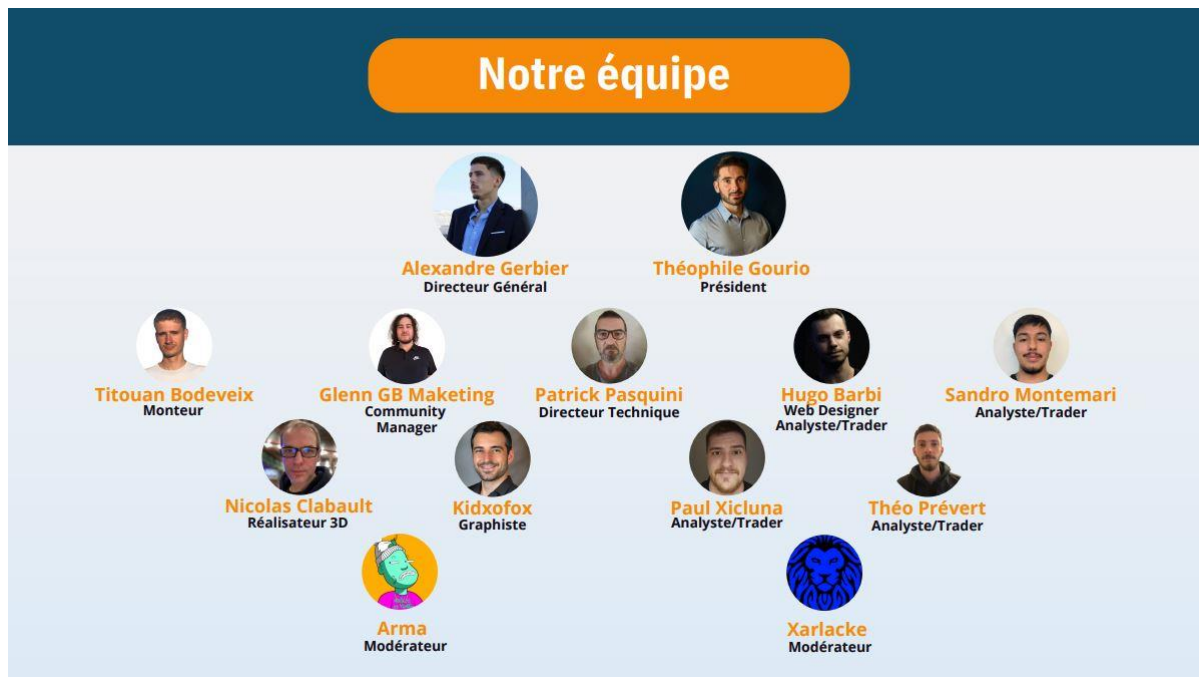 Notre équipe
Alexandre Gerbier
Directeur Général
Théophile Gourio
Président
Titouan Bodeveix
Monteur
Glenn GB Maketing
Community
Manager
Patrick Pasquini
Directeur Technique
Hugo Barbi
Web Designer
Analyste/Trader
Sandro Montemari
Analyste/Trader
Nicolas Clabault
Réalisateur 3D
Kidxofox
Graphiste
Paul Xicluna
Analyste/Trader
Théo Prévert
Analyste/Trader
Arma
Modérateur
Xarlacke
Modérateur